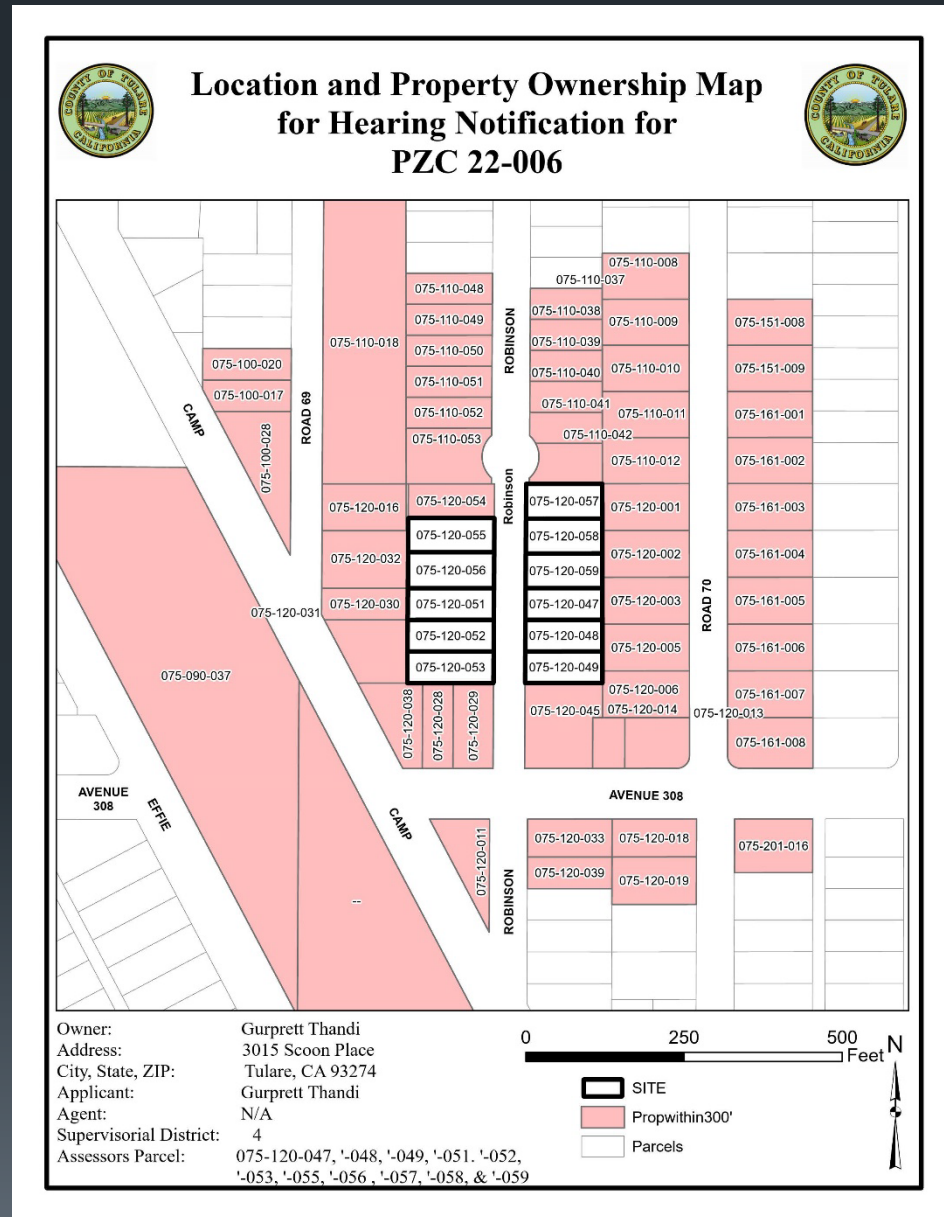 COUNTY OF TULARE
CALIFORNIA
Location and Property Ownership Map
for Hearing Notification for
PZC 22-006
COUNTY OF TULARE
CALIFORNIA
075-110-008
075-110-037
075-110-048
075-110-038
075-110-049
ROBINSON
075-110-009
075-151-008
075-110-018
075-110-039
075-110-050
075-100-020
075-110-040
075-110-010
075-151-009
075-110-051
075-100-017
CAMP
ROAD 69
075-110-052
075-110-041
075-110-011
075-161-001
075-100-028
075-110-053
075-110-042
075-110-012
075-161-002
075-120-016
075-120-054
Robinson
075-120-057
075-120-001
075-161-003
075-120-055
075-120-058
075-120-032
075-120-002
075-161-004
075-120-056
075-120-059
075-120-031
075-120-030
075-120-051
075-120-047
075-120-003
ROAD 70
075-161-005
075-120-052
075-120-048
075-120-005
075-161-006
075-090-037
075-120-053
075-120-049
075-120-006
075-161-007
075-120-038
075-120-028
075-120-029
075-120-045
075-120-014
075-120-013
075-161-008
AVENUE
308
EFFIE
AVENUE 308
CAMP
075-120-011
075-120-033
075-120-018
075-201-016
075-120-039
075-120-019
--
ROBINSON
Owner: Gurprett Thandi
Address: 3015 Scoon Place
City, State, ZIP: Tulare, CA 93274
Applicant: Gurprett Thandi
Agent: N/A
Supervisorial District: 4
Assessors Parcel: 075-120-047, '-048, '-049, '-051. '-052,
'-053, '-055, '-056 , '-057, '-058, & '-059
0 250 500
Feet
N
SITE
Propwithin300'
Parcels